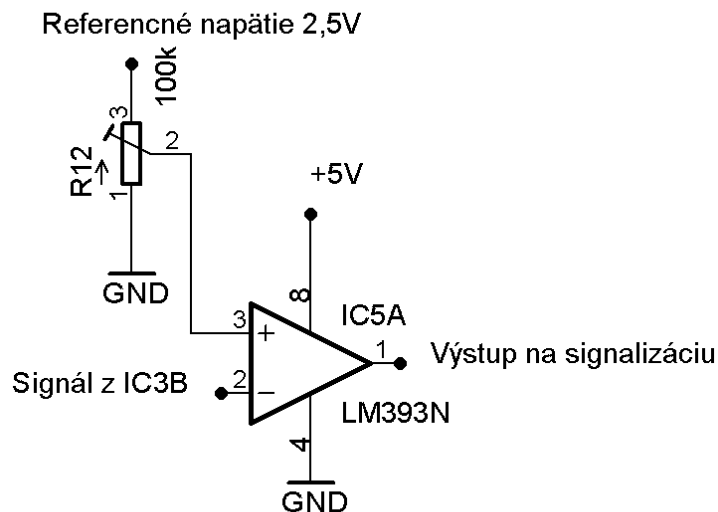 Referencné napätie 2,5V
100k
3
2
R12
1
GND
+5V
8
IC5A
3
+
1
Výstup na signalizáciu
Signál z IC3B
2
−
LM393N
4
GND